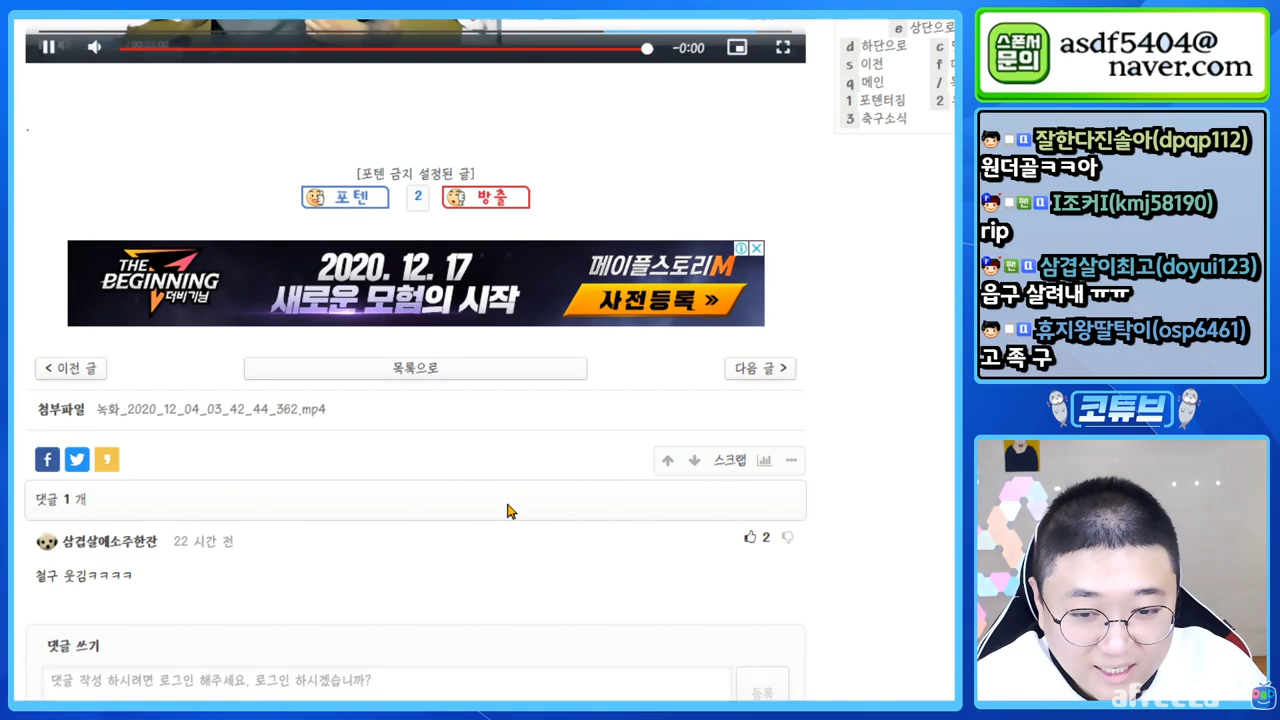 -0:00
e 상단으로
d 하단으로 c
s 이전 f
q 메인 /
1 포텐터짐 2
3 축구소식
.
[포텐 금지 설정된 글]
포텐 2 방출
THE BEGINNING 더비기닝
2020. 12. 17
새로운 모험의 시작
메이플스토리M
사전등록 »
< 이전 글 목록으로 다음 글 >
첨부파일 녹화_2020_12_04_03_42_44_362.mp4
스크랩
댓글 1 개
삼겹살에소주한잔 22 시간 전 2
철구 웃김ㅋㅋㅋㅋ
댓글 쓰기
댓글 작성 하시려면 로그인 해주세요. 로그인 하시겠습니까?
등록
스폰서
문의
asdf5404@
naver.com
잘한다진솔아(dpqp112)
원더골ㅋㅋ아
팬 I조커I(kmj58190)
rip
팬 삼겹살이최고(doyui123)
읍구 살려내 ㅠㅠ
휴지왕딸탁이(osp6461)
고 족 구
코튜브
afreeca